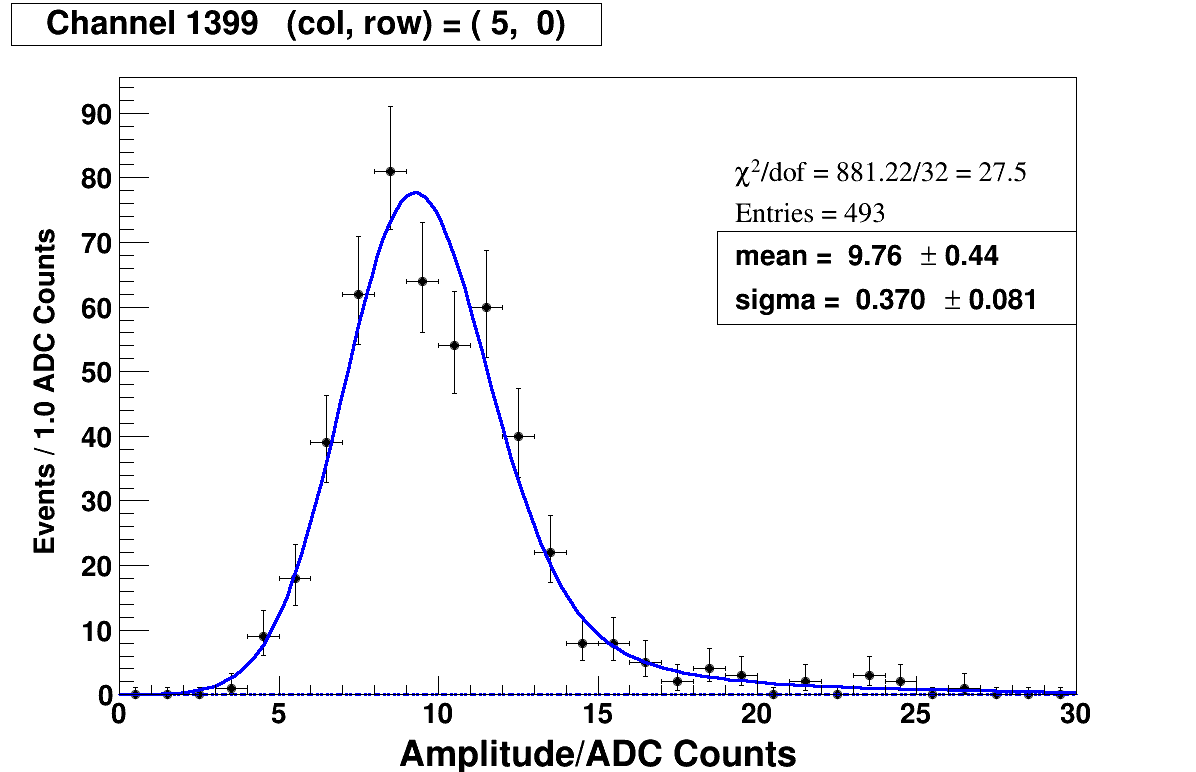 Channel 1399 (col, row) = ( 5, 0)
χ²/dof = 881.22/32 = 27.5
Entries = 493
mean = 9.76 ± 0.44
sigma = 0.370 ± 0.081
Events / 1.0 ADC Counts
90
80
70
60
50
40
30
20
10
0
0 5 10 15 20 25 30
Amplitude/ADC Counts